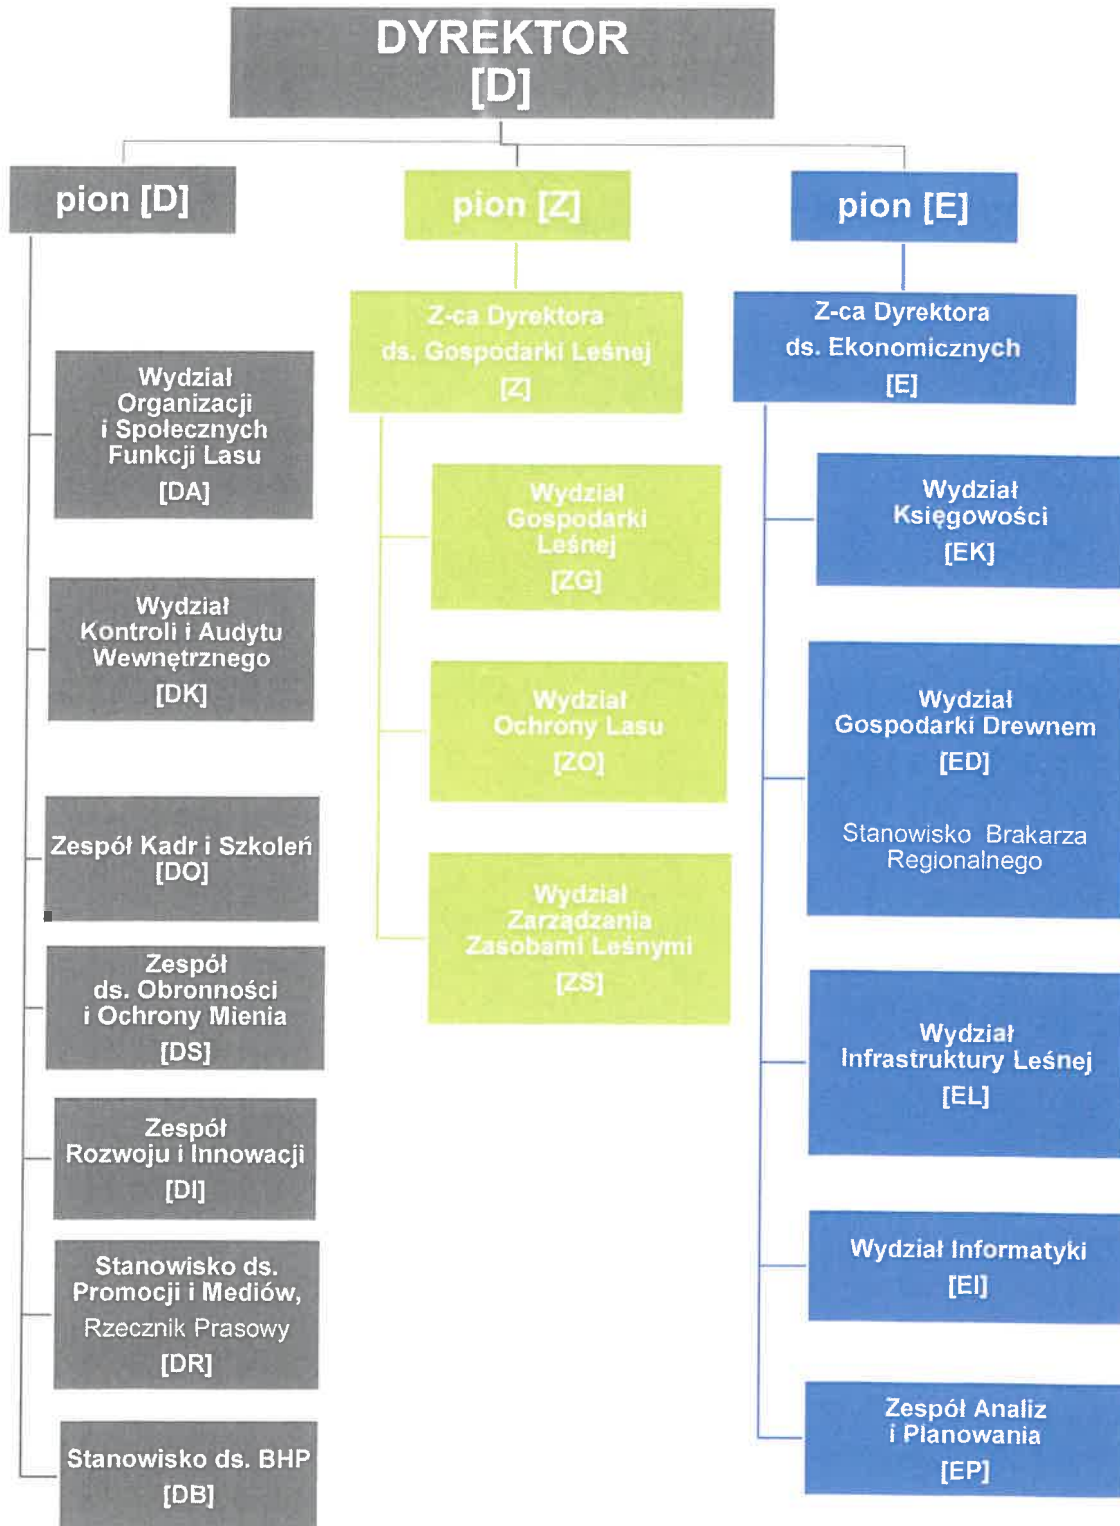 DYREKTOR
[D]
pion [D]
Wydział
Organizacji
i Społecznych
Funkcji Lasu
[DA]
Wydział
Kontroli i Audytu
Wewnętrznego
[DK]
Zespół Kadr i Szkoleń
[DO]
Zespół
ds. Obronności
i Ochrony Mienia
[DS]
Zespół
Rozwoju i Innowacji
[DI]
Stanowisko ds.
Promocji i Mediów,
Rzecznik Prasowy
[DR]
Stanowisko ds. BHP
[DB]
pion [Z]
Z-ca Dyrektora
ds. Gospodarki Leśnej
[Z]
Wydział
Gospodarki
Leśnej
[ZG]
Wydział
Ochrony Lasu
[ZO]
Wydział
Zarządzania
Zasobami Leśnymi
[ZS]
pion [E]
Z-ca Dyrektora
ds. Ekonomicznych
[E]
Wydział
Księgowości
[EK]
Wydział
Gospodarki Drewnem
[ED]
Stanowisko Brakarza
Regionalnego
Wydział
Infrastruktury Leśnej
[EL]
Wydział Informatyki
[EI]
Zespół Analiz
i Planowania
[EP]